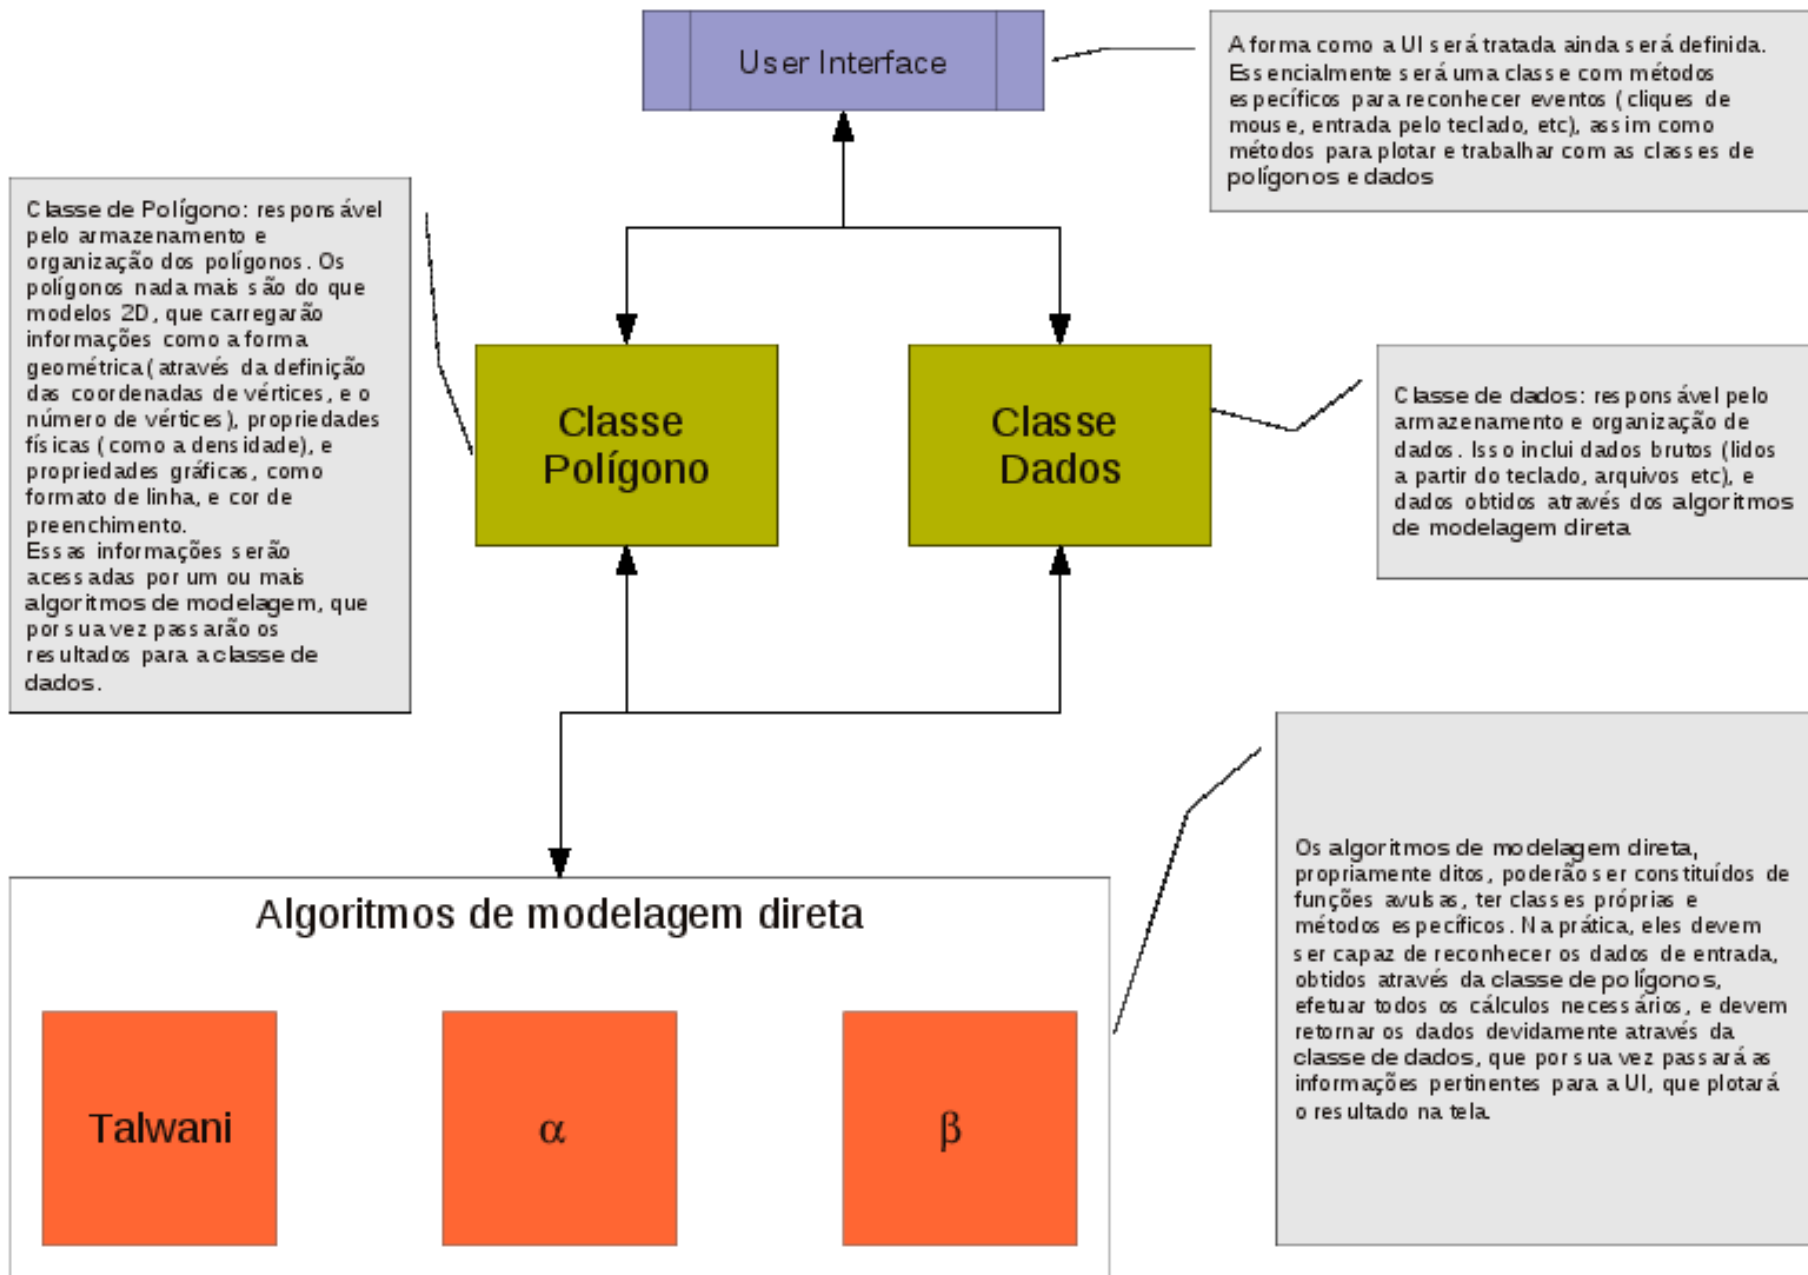 User Interface
A forma como a UI será tratada ainda será definida.
Essencialmente será uma classe com métodos
específicos para reconhecer eventos (cliques de
mouse, entrada pelo teclado, etc), assim como
métodos para plotar e trabalhar com as classes de
polígonos e dados
Classe de Polígono: responsável
pelo armazenamento e
organização dos polígonos. Os
polígonos nada mais são do que
modelos 2D, que carregarão
informações como a forma
geométrica(através da definição
das coordenadas de vértices, e o
número de vértices), propriedades
físicas (como a densidade), e
propriedades gráficas, como
formato de linha, e cor de
preenchimento.
Essas informações serão
acessadas por um ou mais
algoritmos de modelagem, que
por sua vez passarão os
resultados para a classe de
dados.
Classe
Polígono
Classe
Dados
Classe de dados: responsável pelo
armazenamento e organização de
dados. Isso inclui dados brutos (lidos
a partir do teclado, arquivos etc), e
dados obtidos através dos algoritmos
de modelagem direta
Algoritmos de modelagem direta
Talwani
α
β
Os algoritmos de modelagem direta,
propriamente ditos, poderão ser constituídos de
funções avulsas, ter classes próprias e
métodos específicos. Na prática, eles devem
ser capaz de reconhecer os dados de entrada,
obtidos através da classe de polígonos,
efetuar todos os cálculos necessários, e devem
retornar os dados devidamente através da
classe de dados, que por sua vez passará as
informações pertinentes para a UI, que plotará
o resultado na tela.